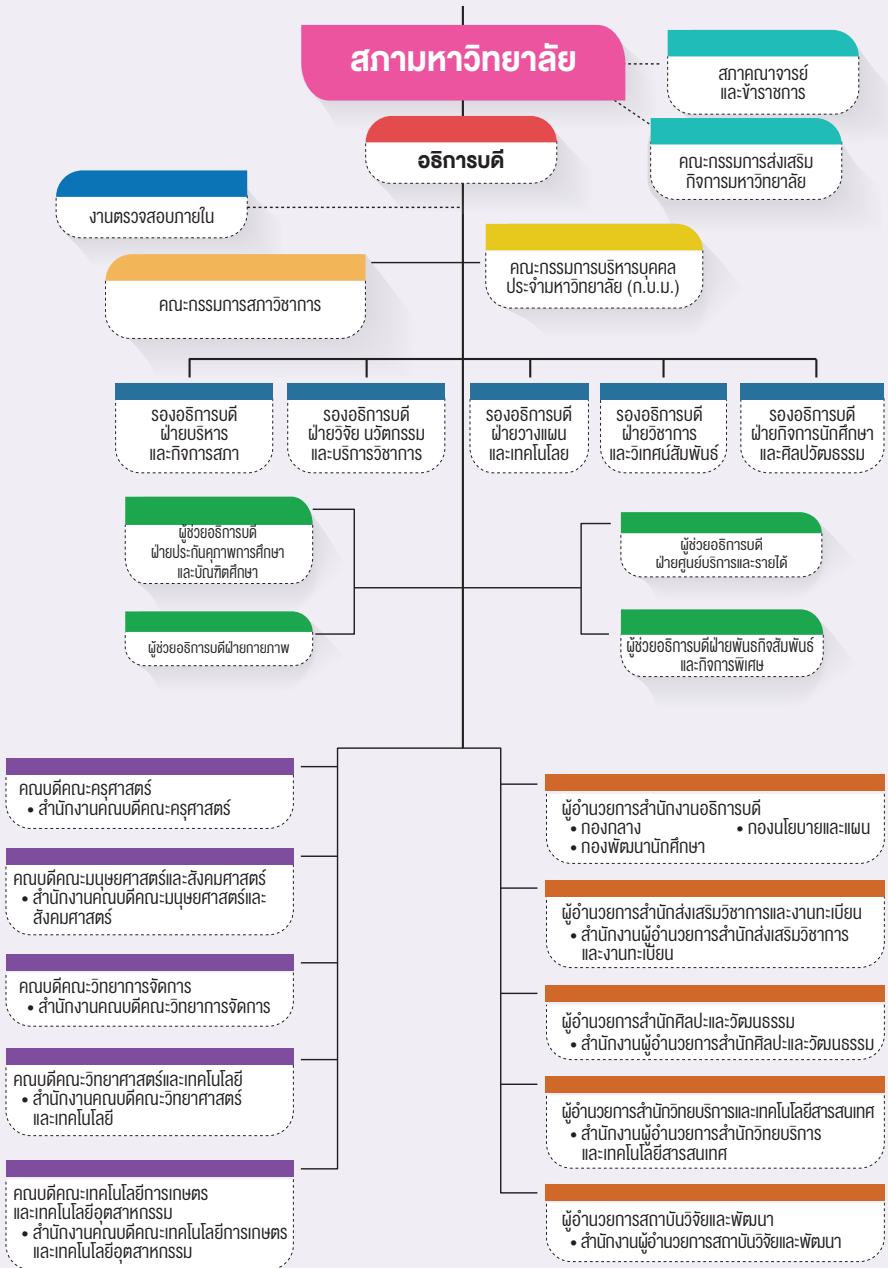 สภามหาวิทยาลัย
สภาคณาจารย์
และข้าราชการ
อธิการบดี
คณะกรรมการส่งเสริม
กิจการมหาวิทยาลัย
งานตรวจสอบภายใน
คณะกรรมการบริหารบุคคล
ประจำมหาวิทยาลัย (ก.บ.ม.)
คณะกรรมการสภาวิชาการ
รองอธิการบดี
ฝ่ายบริหาร
และกิจการสภา
รองอธิการบดี
ฝ่ายวิจัย นวัตกรรม
และบริการวิชาการ
รองอธิการบดี
ฝ่ายวางแผน
และเทคโนโลย
รองอธิการบดี
ฝ่ายวิชาการ
และวิเทศน์สัมพันธ์
รองอธิการบดี
ฝ่ายกิจการนักศึกษา
และศิลปวัฒธรรม
ผู้ช่วยอธิการบดี
ฝ่ายประกันคุภาพการศึกษา
และบัณฑิตศึกษา
ผู้ช่วยอธิการบดี
ฝ่ายศูนย์บริการและรายได้
ผู้ช่วยอธิการบดีฝ่ายกายภาพ
ผู้ช่วยอธิการบดีฝ่ายพันธกิจสัมพันธ์
และกิจการพิเศษ
คณบดีคณะครุศาสตร์
• สำนักงานคณบดีคณะครุศาสตร์
คณบดีคณะมนุษยศาสตร์และสังคมศาสตร์
• สำนักงานคณบดีคณะมนุษยศาสตร์และ
สังคมศาสตร์
คณบดีคณะวิทยาการจัดการ
• สำนักงานคณบดีคณะวิทยาการจัดการ
คณบดีคณะวิทยาศาสตร์และเทคโนโลยี
• สำนักงานคณบดีคณะวิทยาศาสตร์
และเทคโนโลยี
คณบดีคณะเทคโนโลยีการเกษตร
และเทคโนโลยีอุตสาหกรรม
• สำนักงานคณบดีคณะเทคโนโลยีการเกษตร
และเทคโนโลยีอุตสาหกรรม
ผู้อำนวยการสำนักงานอธิการบดี
• กองกลาง • กองนโยบายและแผน
• กองพัฒนานักศึกษา
ผู้อำนวยการสำนักส่งเสริมวิชาการและงานทะเบียน
• สำนักงานผู้อำนวยการสำนักส่งเสริมวิชาการ
และงานทะเบียน
ผู้อำนวยการสำนักศิลปะและวัฒนธรรม
• สำนักงานผู้อำนวยการสำนักศิลปะและวัฒนธรรม
ผู้อำนวยการสำนักวิทยบริการและเทคโนโลยีสารสนเทศ
• สำนักงานผู้อำนวยการสำนักวิทยบริการ
และเทคโนโลยีสารสนเทศ
ผู้อำนวยการสถาบันวิจัยและพัฒนา
• สำนักงานผู้อำนวยการสถาบันวิจัยและพัฒนา